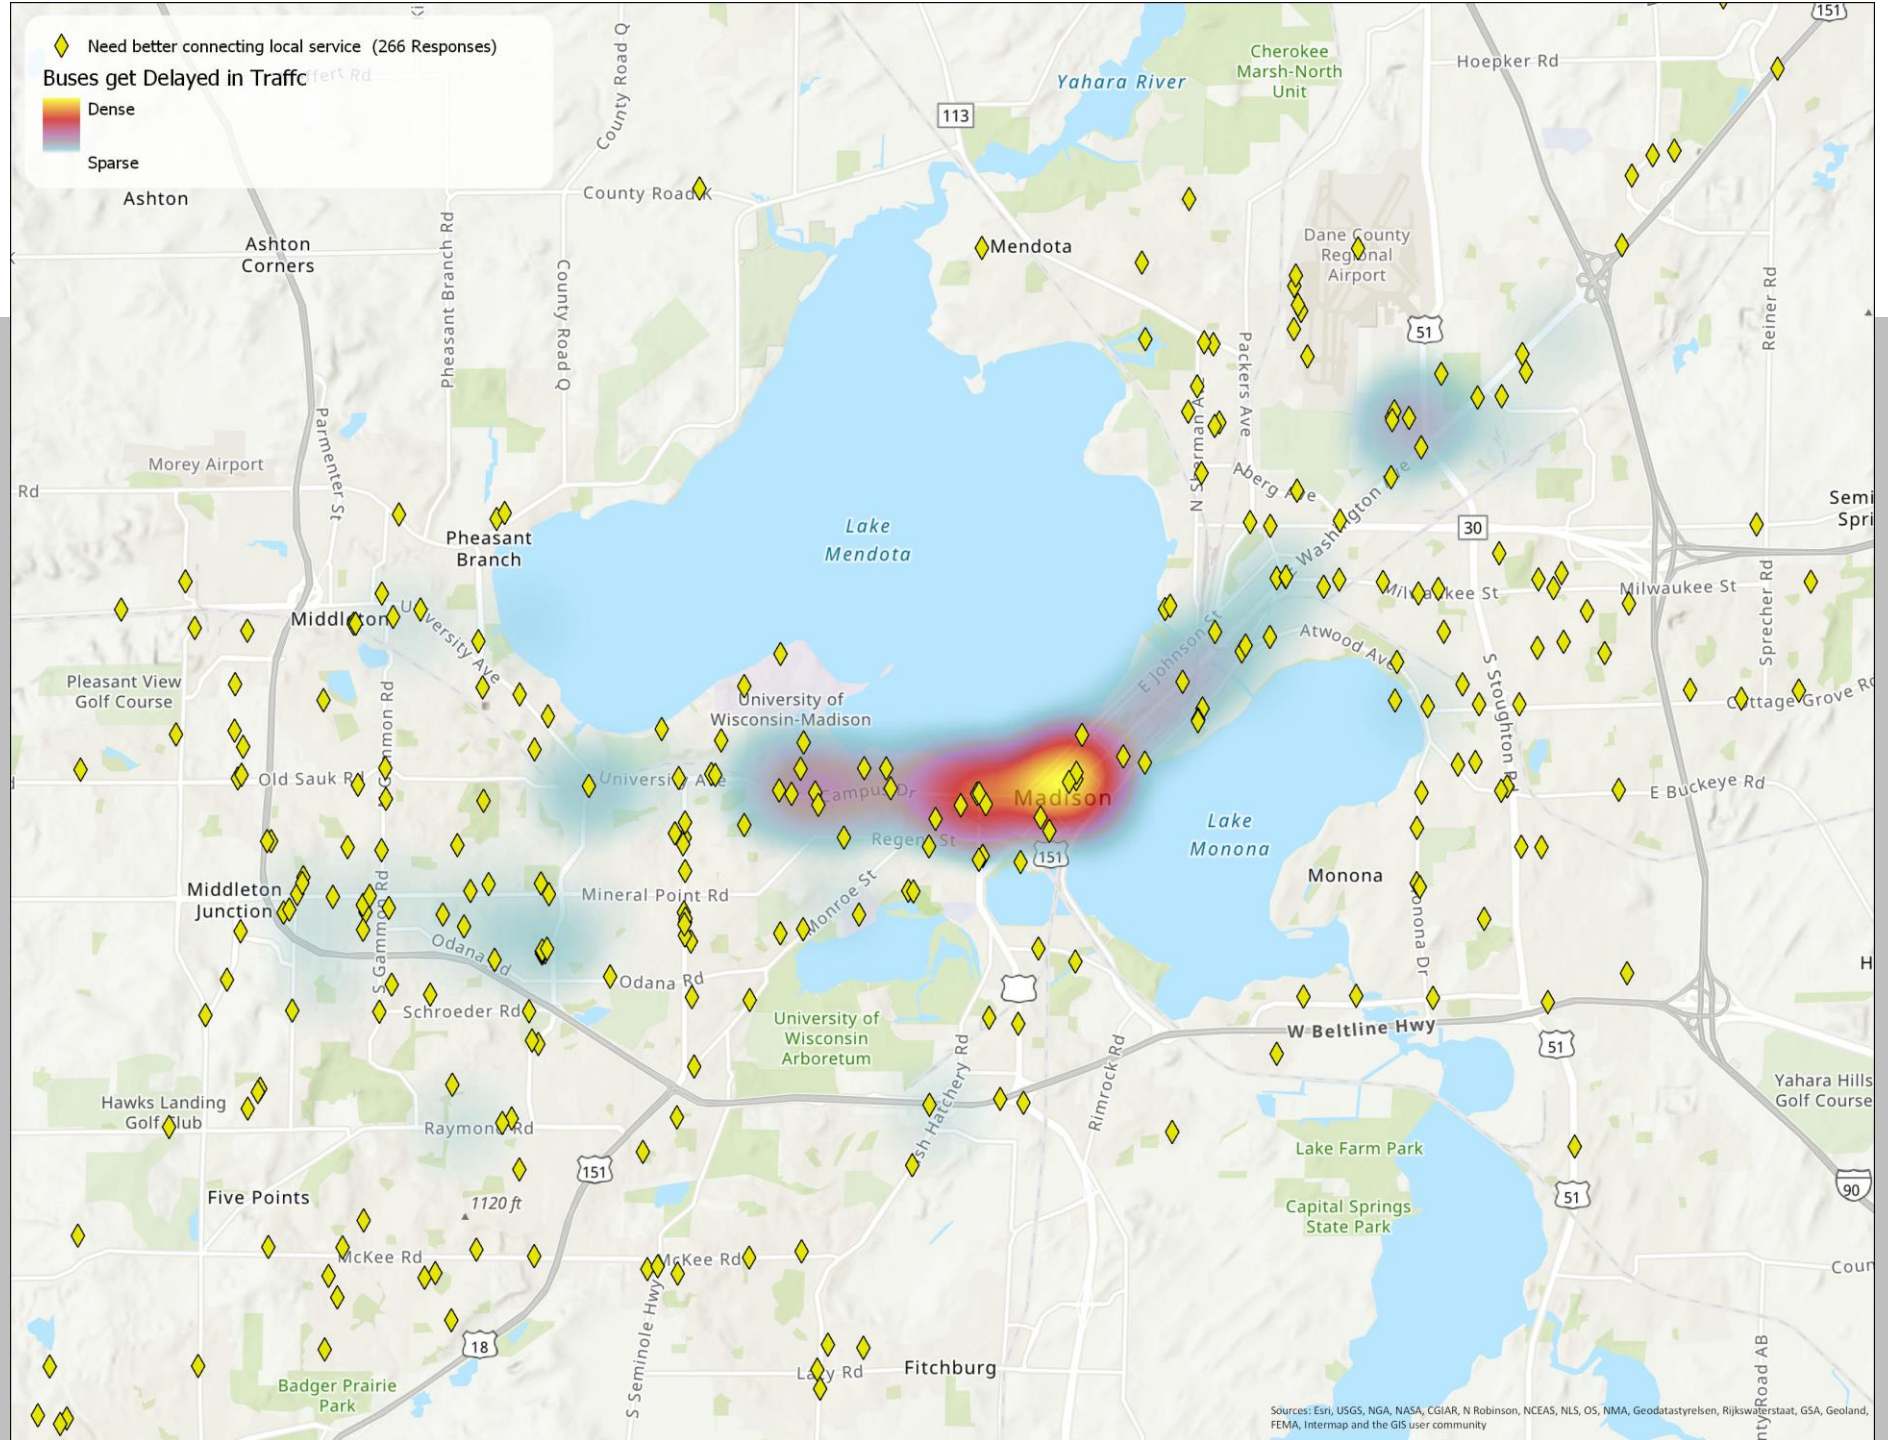 Need better connecting local service (266 Responses)
Buses get Delayed in Traffc
Dense
Sparse
Ashton
Ashton
Corners
County Road Q
County Road K
Pheasant Branch Rd
County Road Q
113
Yahara River
Cherokee
Marsh-North
Unit
Hoepker Rd
151
Mendota
Dane County
Regional
Airport
51
Reiner Rd
Packers Ave
N Sherman Ave
Aberg Ave
E Washington Ave
Parmenter St
Morey Airport
Rd
Pheasant
Branch
Lake
Mendota
30
Semi
Spri
Middleton
University Ave
Milwaukee St
Milwaukee St
Sprecher Rd
Atwood Ave
E Johnson St
Pleasant View
Golf Course
N Gammon Rd
University of
Wisconsin-Madison
S Stoughton Rd
Cottage Grove Rd
Old Sauk Rd
University Ave
Campus Dr
Madison
E Buckeye Rd
Regent St
151
Lake
Monona
Monona
Middleton
Junction
Mineral Point Rd
Monroe St
S Gammon Rd
Odana Rd
Odana Rd
Monona Dr
H
Schroeder Rd
University of
Wisconsin
Arboretum
W Beltline Hwy
51
Rimrock Rd
ish Hatchery Rd
Hawks Landing
Golf Club
Raymond Rd
Yahara Hills
Golf Course
Lake Farm Park
151
51
90
Five Points
1120 ft
Capital Springs
State Park
McKee Rd
McKee Rd
Coun
S Seminole Hwy
18
Lacy Rd
Fitchburg
Badger Prairie
Park
nty Road AB
Sources: Esri, USGS, NGA, NASA, CGIAR, N Robinson, NCEAS, NLS, OS, NMA, Geodatastyrelsen, Rijkswaterstaat, GSA, Geoland,
FEMA, Intermap and the GIS user community